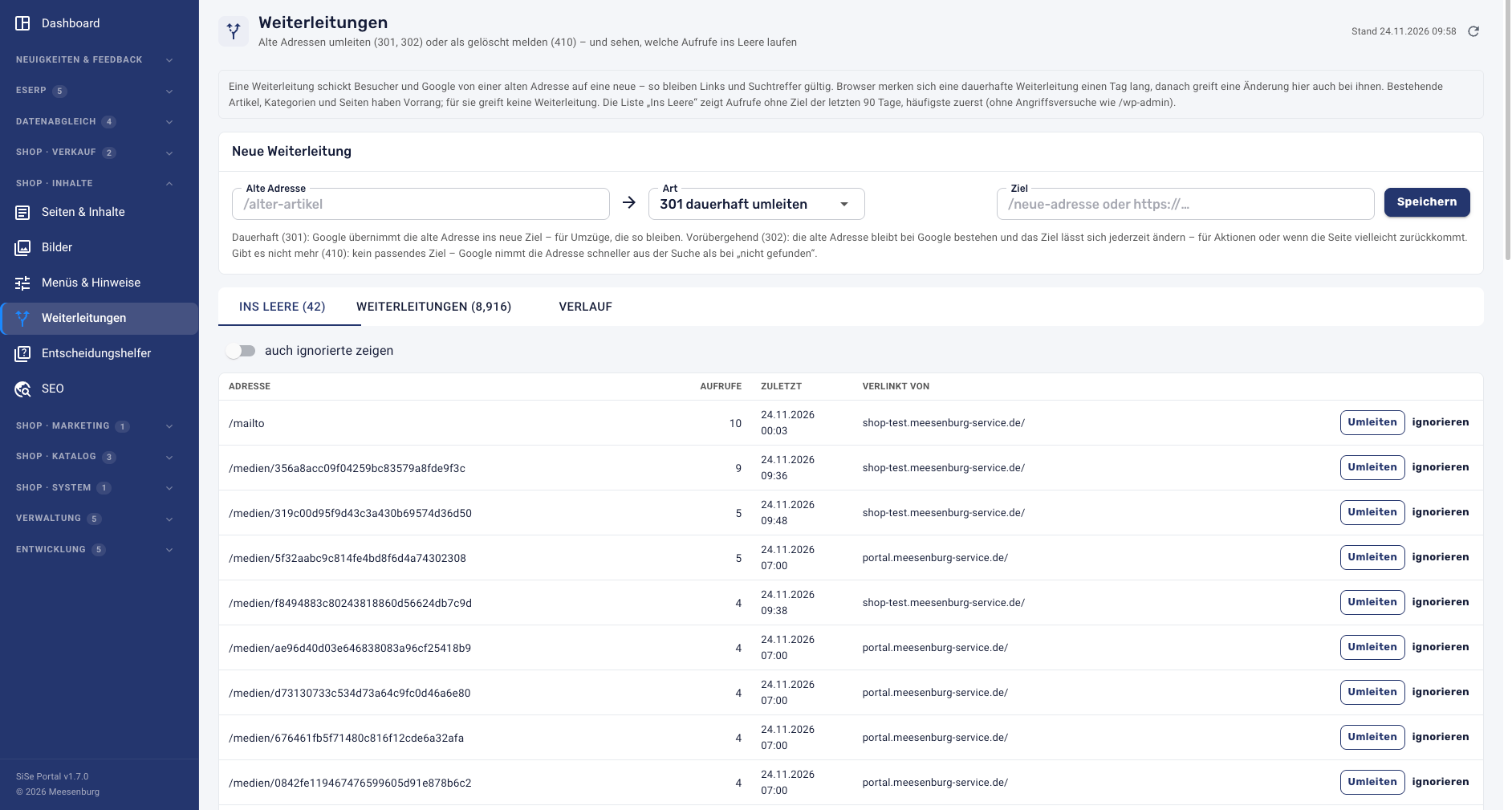 Dashboard
NEUIGKEITEN & FEEDBACK
ESERP 5
DATENABGLEICH 4
SHOP · VERKAUF 2
SHOP · INHALTE
Seiten & Inhalte
Bilder
Menüs & Hinweise
Weiterleitungen
Entscheidungshelfer
SEO
SHOP · MARKETING 1
SHOP · KATALOG 3
SHOP · SYSTEM 1
VERWALTUNG 5
ENTWICKLUNG 5
SiSe Portal v1.7.0
© 2026 Meesenburg
Weiterleitungen
Alte Adressen umleiten (301, 302) oder als gelöscht melden (410) – und sehen, welche Aufrufe ins Leere laufen
Stand 24.11.2026 09:58
Eine Weiterleitung schickt Besucher und Google von einer alten Adresse auf eine neue – so bleiben Links und Suchtreffer gültig. Browser merken sich eine dauerhafte Weiterleitung einen Tag lang, danach greift eine Änderung hier auch bei ihnen. Bestehende
Artikel, Kategorien und Seiten haben Vorrang; für sie greift keine Weiterleitung. Die Liste „Ins Leere“ zeigt Aufrufe ohne Ziel der letzten 90 Tage, häufigste zuerst (ohne Angriffsversuche wie /wp-admin).
Neue Weiterleitung
Alte Adresse
/alter-artikel
Art
301 dauerhaft umleiten
Ziel
/neue-adresse oder https://…
Speichern
Dauerhaft (301): Google übernimmt die alte Adresse ins neue Ziel – für Umzüge, die so bleiben. Vorübergehend (302): die alte Adresse bleibt bei Google bestehen und das Ziel lässt sich jederzeit ändern – für Aktionen oder wenn die Seite vielleicht zurückkommt.
Gibt es nicht mehr (410): kein passendes Ziel – Google nimmt die Adresse schneller aus der Suche als bei „nicht gefunden“.
INS LEERE (42) WEITERLEITUNGEN (8,916) VERLAUF
auch ignorierte zeigen
ADRESSE AUFRUFE ZULETZT VERLINKT VON
/mailto 10 24.11.2026 00:03 shop-test.meesenburg-service.de/ Umleiten ignorieren
/medien/356a8acc09f04259bc83579a8fde9f3c 9 24.11.2026 09:36 shop-test.meesenburg-service.de/ Umleiten ignorieren
/medien/319c00d95f9d43c3a430b69574d36d50 5 24.11.2026 09:48 shop-test.meesenburg-service.de/ Umleiten ignorieren
/medien/5f32aabc9c814fe4bd8f6d4a74302308 5 24.11.2026 07:00 portal.meesenburg-service.de/ Umleiten ignorieren
/medien/f8494883c80243818860d56624db7c9d 4 24.11.2026 09:38 shop-test.meesenburg-service.de/ Umleiten ignorieren
/medien/ae96d40d03e646838083a96cf25418b9 4 24.11.2026 07:00 portal.meesenburg-service.de/ Umleiten ignorieren
/medien/d73130733c534d73a64c9fc0d46a6e80 4 24.11.2026 07:00 portal.meesenburg-service.de/ Umleiten ignorieren
/medien/676461fb5f71480c816f12cde6a32afa 4 24.11.2026 07:00 portal.meesenburg-service.de/ Umleiten ignorieren
/medien/0842fe119467476599605d91e878b6c2 4 24.11.2026 07:00 portal.meesenburg-service.de/ Umleiten ignorieren